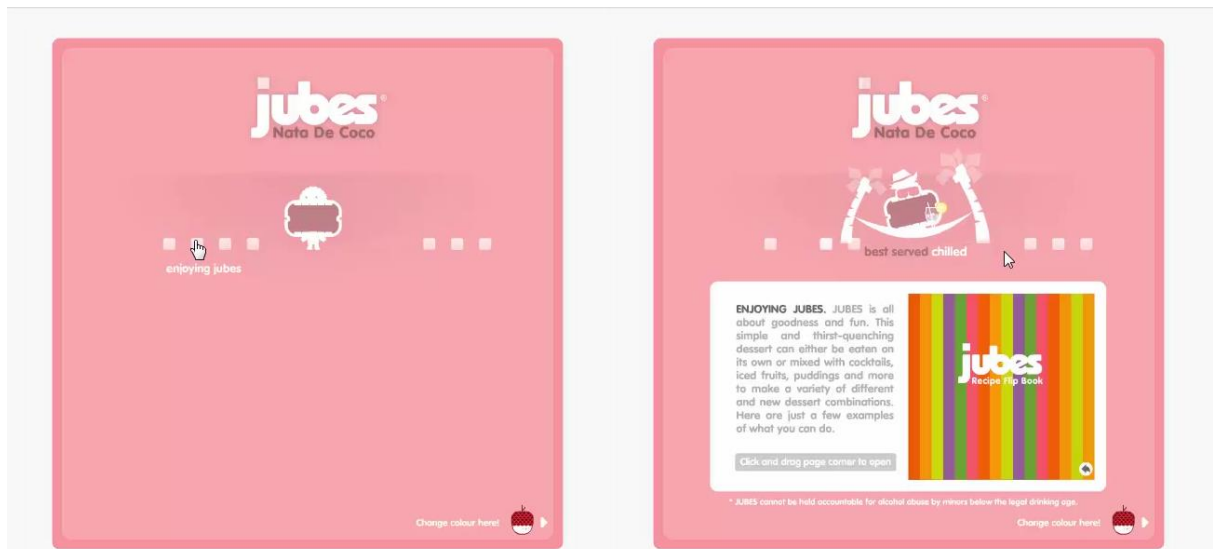 jubes®
Nata De Coco
enjoying jubes
Change colour here!
jubes®
Nata De Coco
best served chilled
ENJOYING JUBES. JUBES is all
about goodness and fun. This
simple and thirst-quenching
dessert can either be eaten on
its own or mixed with cocktails,
iced fruits, puddings and more
to make a variety of different
and new dessert combinations.
Here are just a few examples
of what you can do.
Click and drag page corner to open
jubes
Recipe Flip Book
* JUBES cannot be held accountable for alcohol abuse by minors below the legal drinking age.
Change colour here!